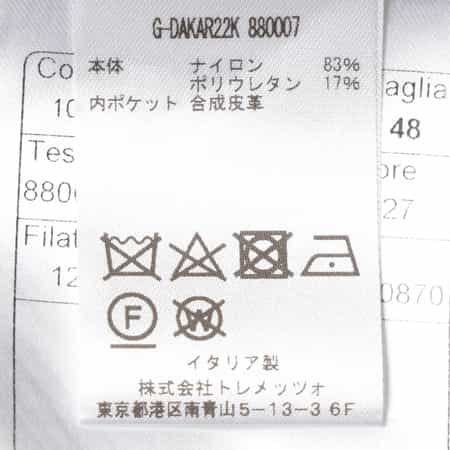 G-DAKAR22K 880007
本体 ナイロン 83%
ポリウレタン 17%
内ポケット 合成皮革
Co
10
Tes
880
Filat
12
aglia
48
ore
27
0870
F
W
イタリア製
株式会社トレメッツォ
東京都港区南青山5-13-3 6F